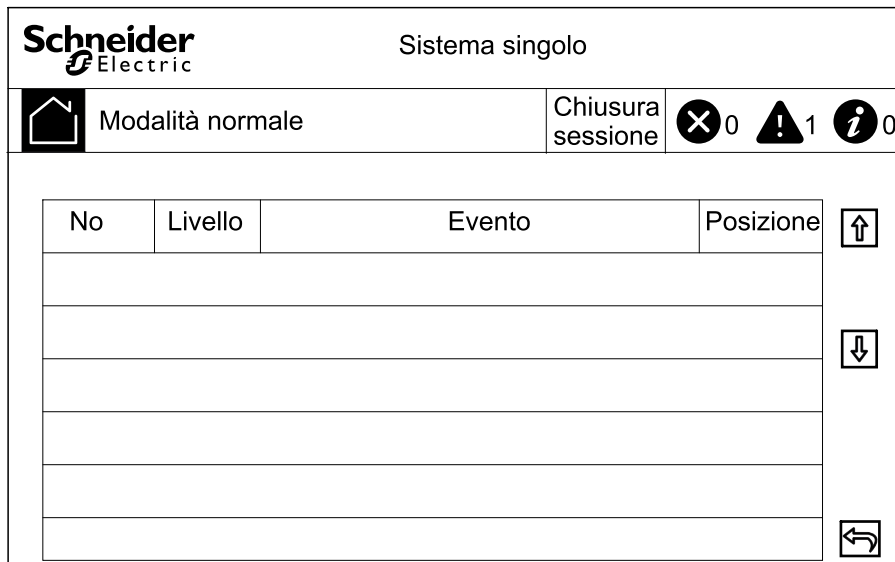 Schneider
Electric
Sistema singolo
Modalità normale
Chiusura
sessione
0
1
0
No Livello Evento Posizione